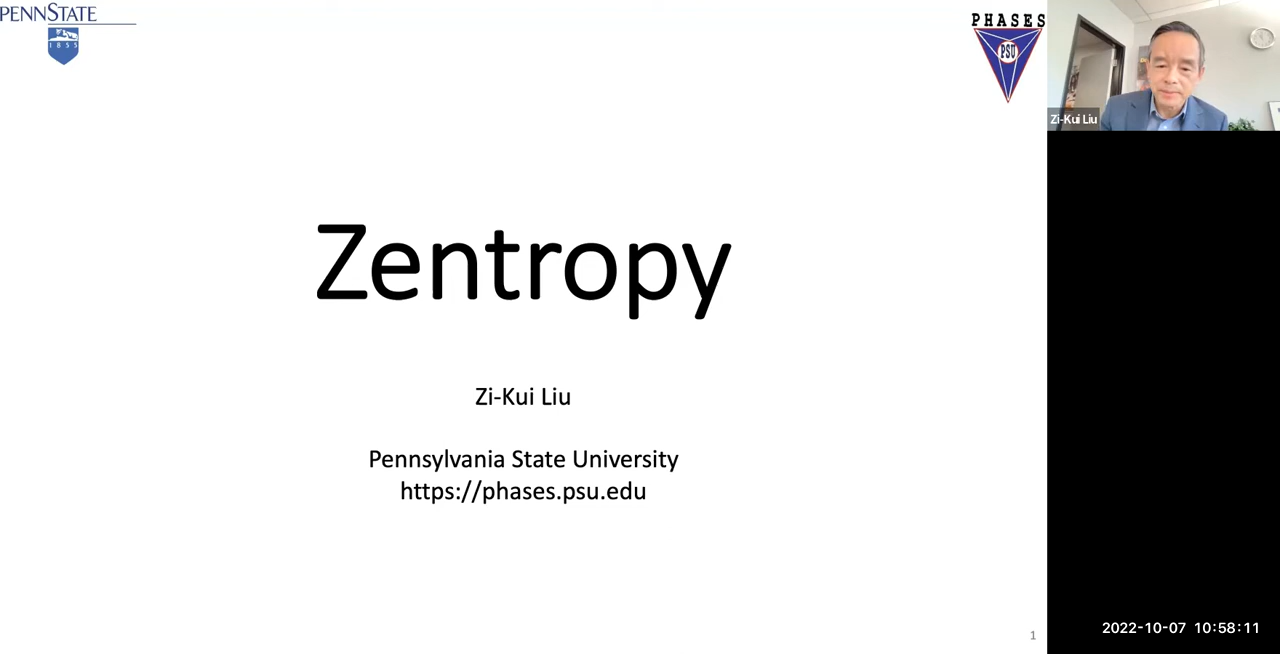 PENNSTATE
1855
PHASES
PSU
Zi-Kui Liu
Zentropy
Zi-Kui Liu
Pennsylvania State University
https://phases.psu.edu
1
2022-10-07 10:58:11